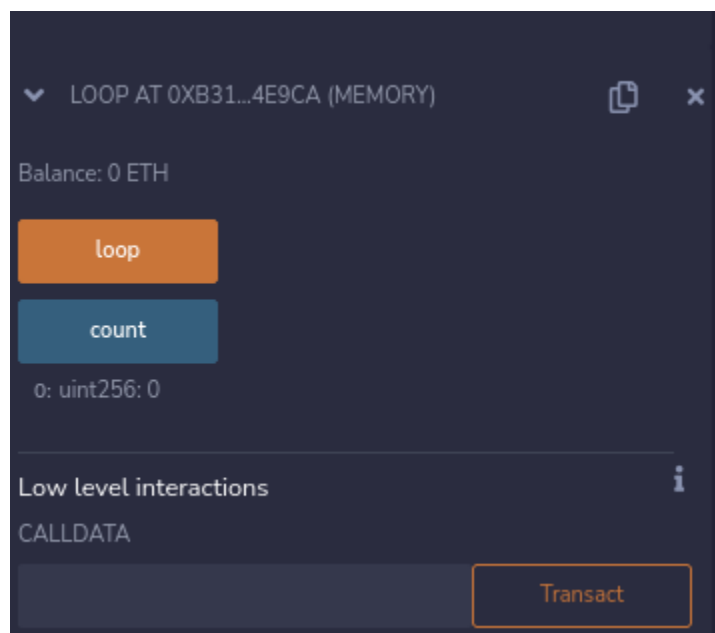 LOOP AT 0XB31...4E9CA (MEMORY)
Balance: 0 ETH
loop
count
0: uint256: 0
Low level interactions
CALLDATA
Transact